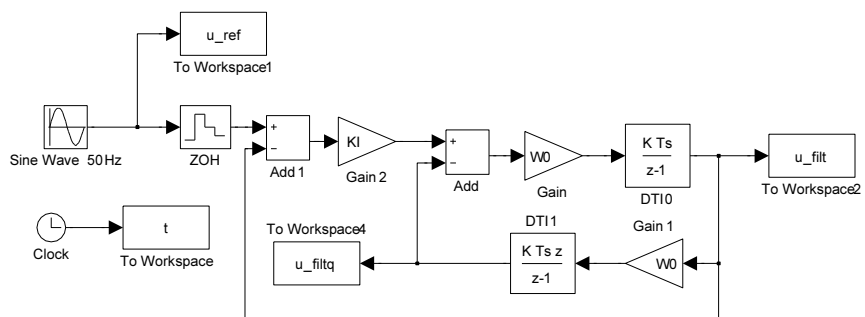 u_ref
To Workspace1
Sine Wave 50Hz
ZOH
+
−
Add 1
KI
Gain 2
+
−
Add
W0
Gain
K Ts
z-1
DTI0
u_filt
To Workspace2
Clock
t
To Workspace
To Workspace4
u_filtq
DTI1
K Ts z
z-1
Gain 1
W0